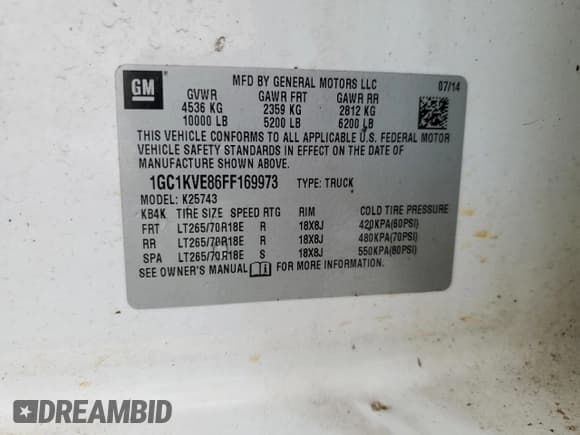 GM
MFD BY GENERAL MOTORS LLC
07/14
GVWR GAWR FRT GAWR RR
4536 KG 2359 KG 2812 KG
10000 LB 5200 LB 6200 LB
THIS VEHICLE CONFORMS TO ALL APPLICABLE U.S. FEDERAL MOTOR
VEHICLE SAFETY STANDARDS IN EFFECT ON THE DATE OF
MANUFACTURE SHOWN ABOVE.
1GC1KVE86FF169973 TYPE: TRUCK
MODEL: K25743
KB4K TIRE SIZE SPEED RTG RIM COLD TIRE PRESSURE
FRT LT265/70R18E R 18X8J 420KPA(60PSI)
RR LT265/70R18E R 18X8J 480KPA(70PSI)
SPA LT265/70R18E S 18X8J 550KPA(80PSI)
SEE OWNER'S MANUAL FOR MORE INFORMATION.
DREAMBID